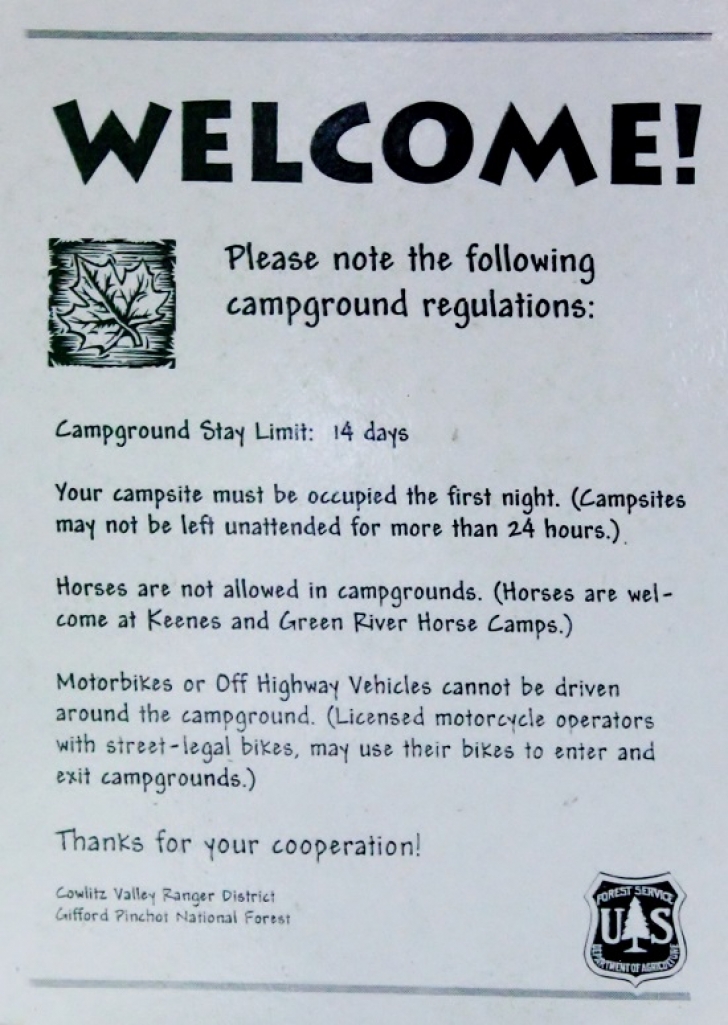 WELCOME!
Please note the following
campground regulations:
Campground Stay Limit: 14 days
Your campsite must be occupied the first night. (Campsites
may not be left unattended for more than 24 hours.)
Horses are not allowed in campgrounds. (Horses are wel-
come at Keenes and Green River Horse Camps.)
Motorbikes or Off Highway Vehicles cannot be driven
around the campground. (Licensed motorcycle operators
with street-legal bikes, may use their bikes to enter and
exit campgrounds.)
Thanks for your cooperation!
Cowlitz Valley Ranger District
Gifford Pinchot National Forest
FOREST SERVICE
U S
DEPARTMENT OF AGRICULTURE